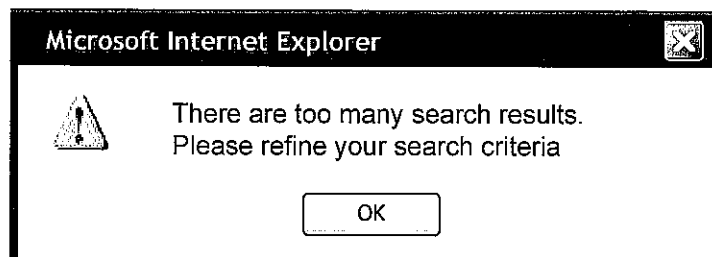 Microsoft Internet Explorer
There are too many search results.
Please refine your search criteria
OK